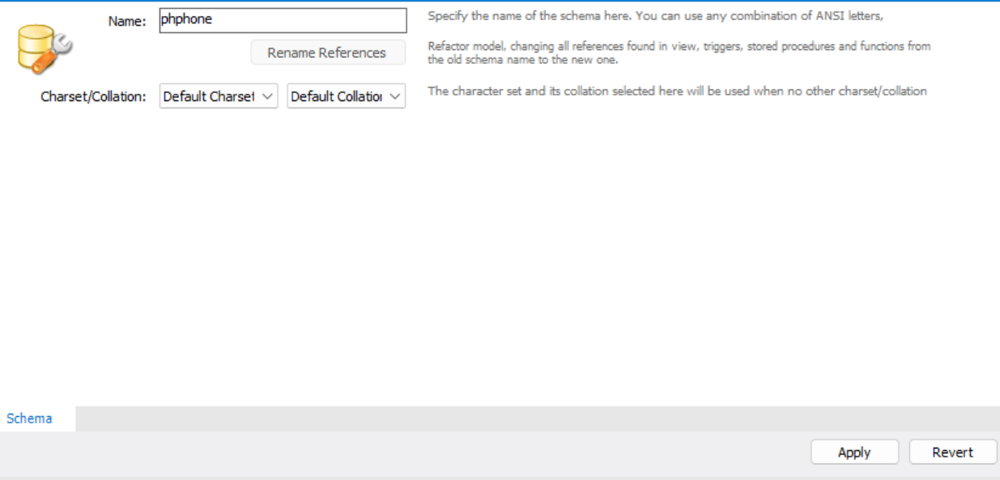 Name: phphone Specify the name of the schema here. You can use any combination of ANSI letters,
Rename References Refactor model, changing all references found in view, triggers, stored procedures and functions from
the old schema name to the new one.
Charset/Collation: Default Charset Default Collation The character set and its collation selected here will be used when no other charset/collation
Schema
Apply Revert